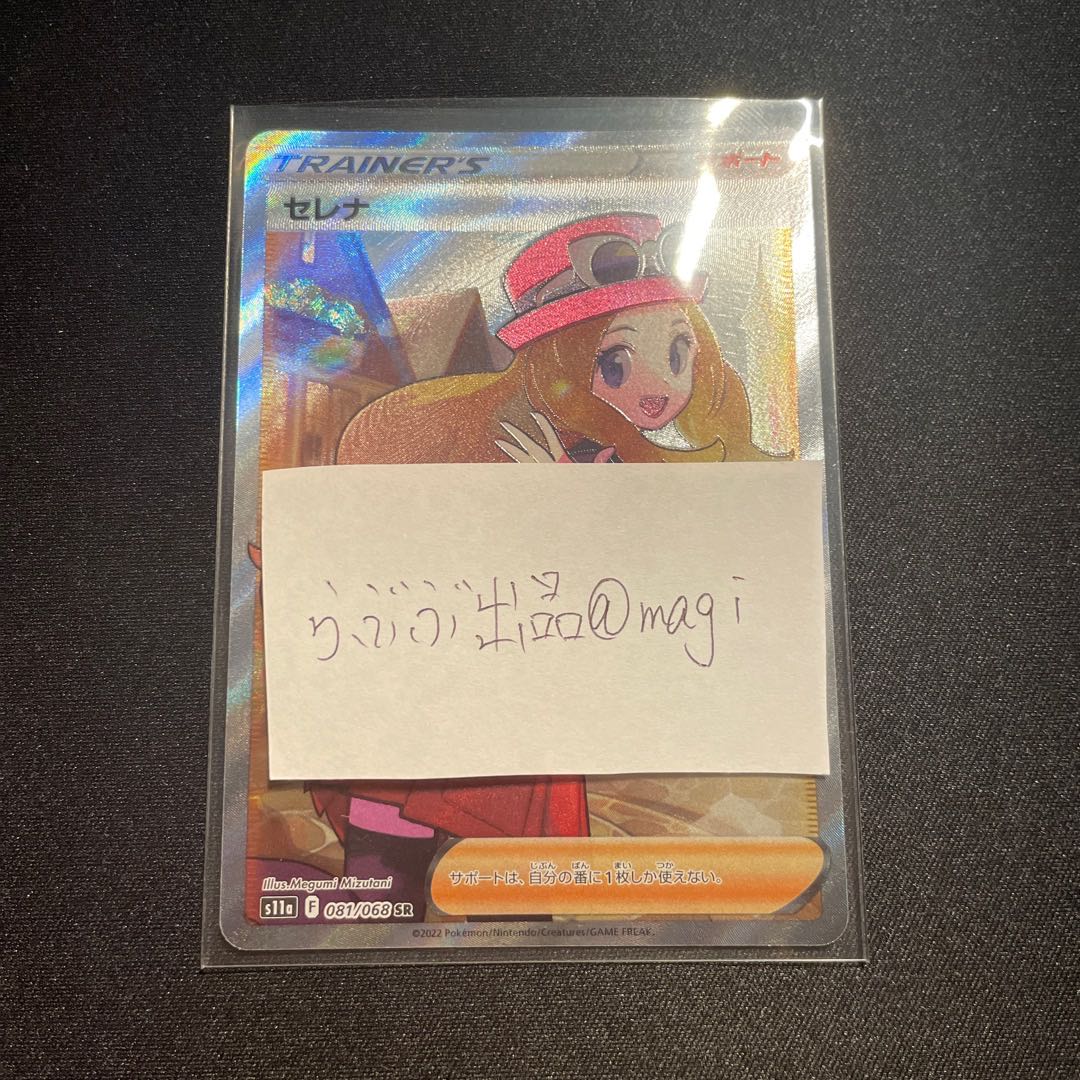 TRAINER'S
ポート
セレナ
うぶぶ出品@magi
サポートは、自分の番に1枚しか使えない。
Illus.Megumi Mizutani
s11a F 081/068 SR
©2022 Pokémon/Nintendo/Creatures/GAME FREAK.